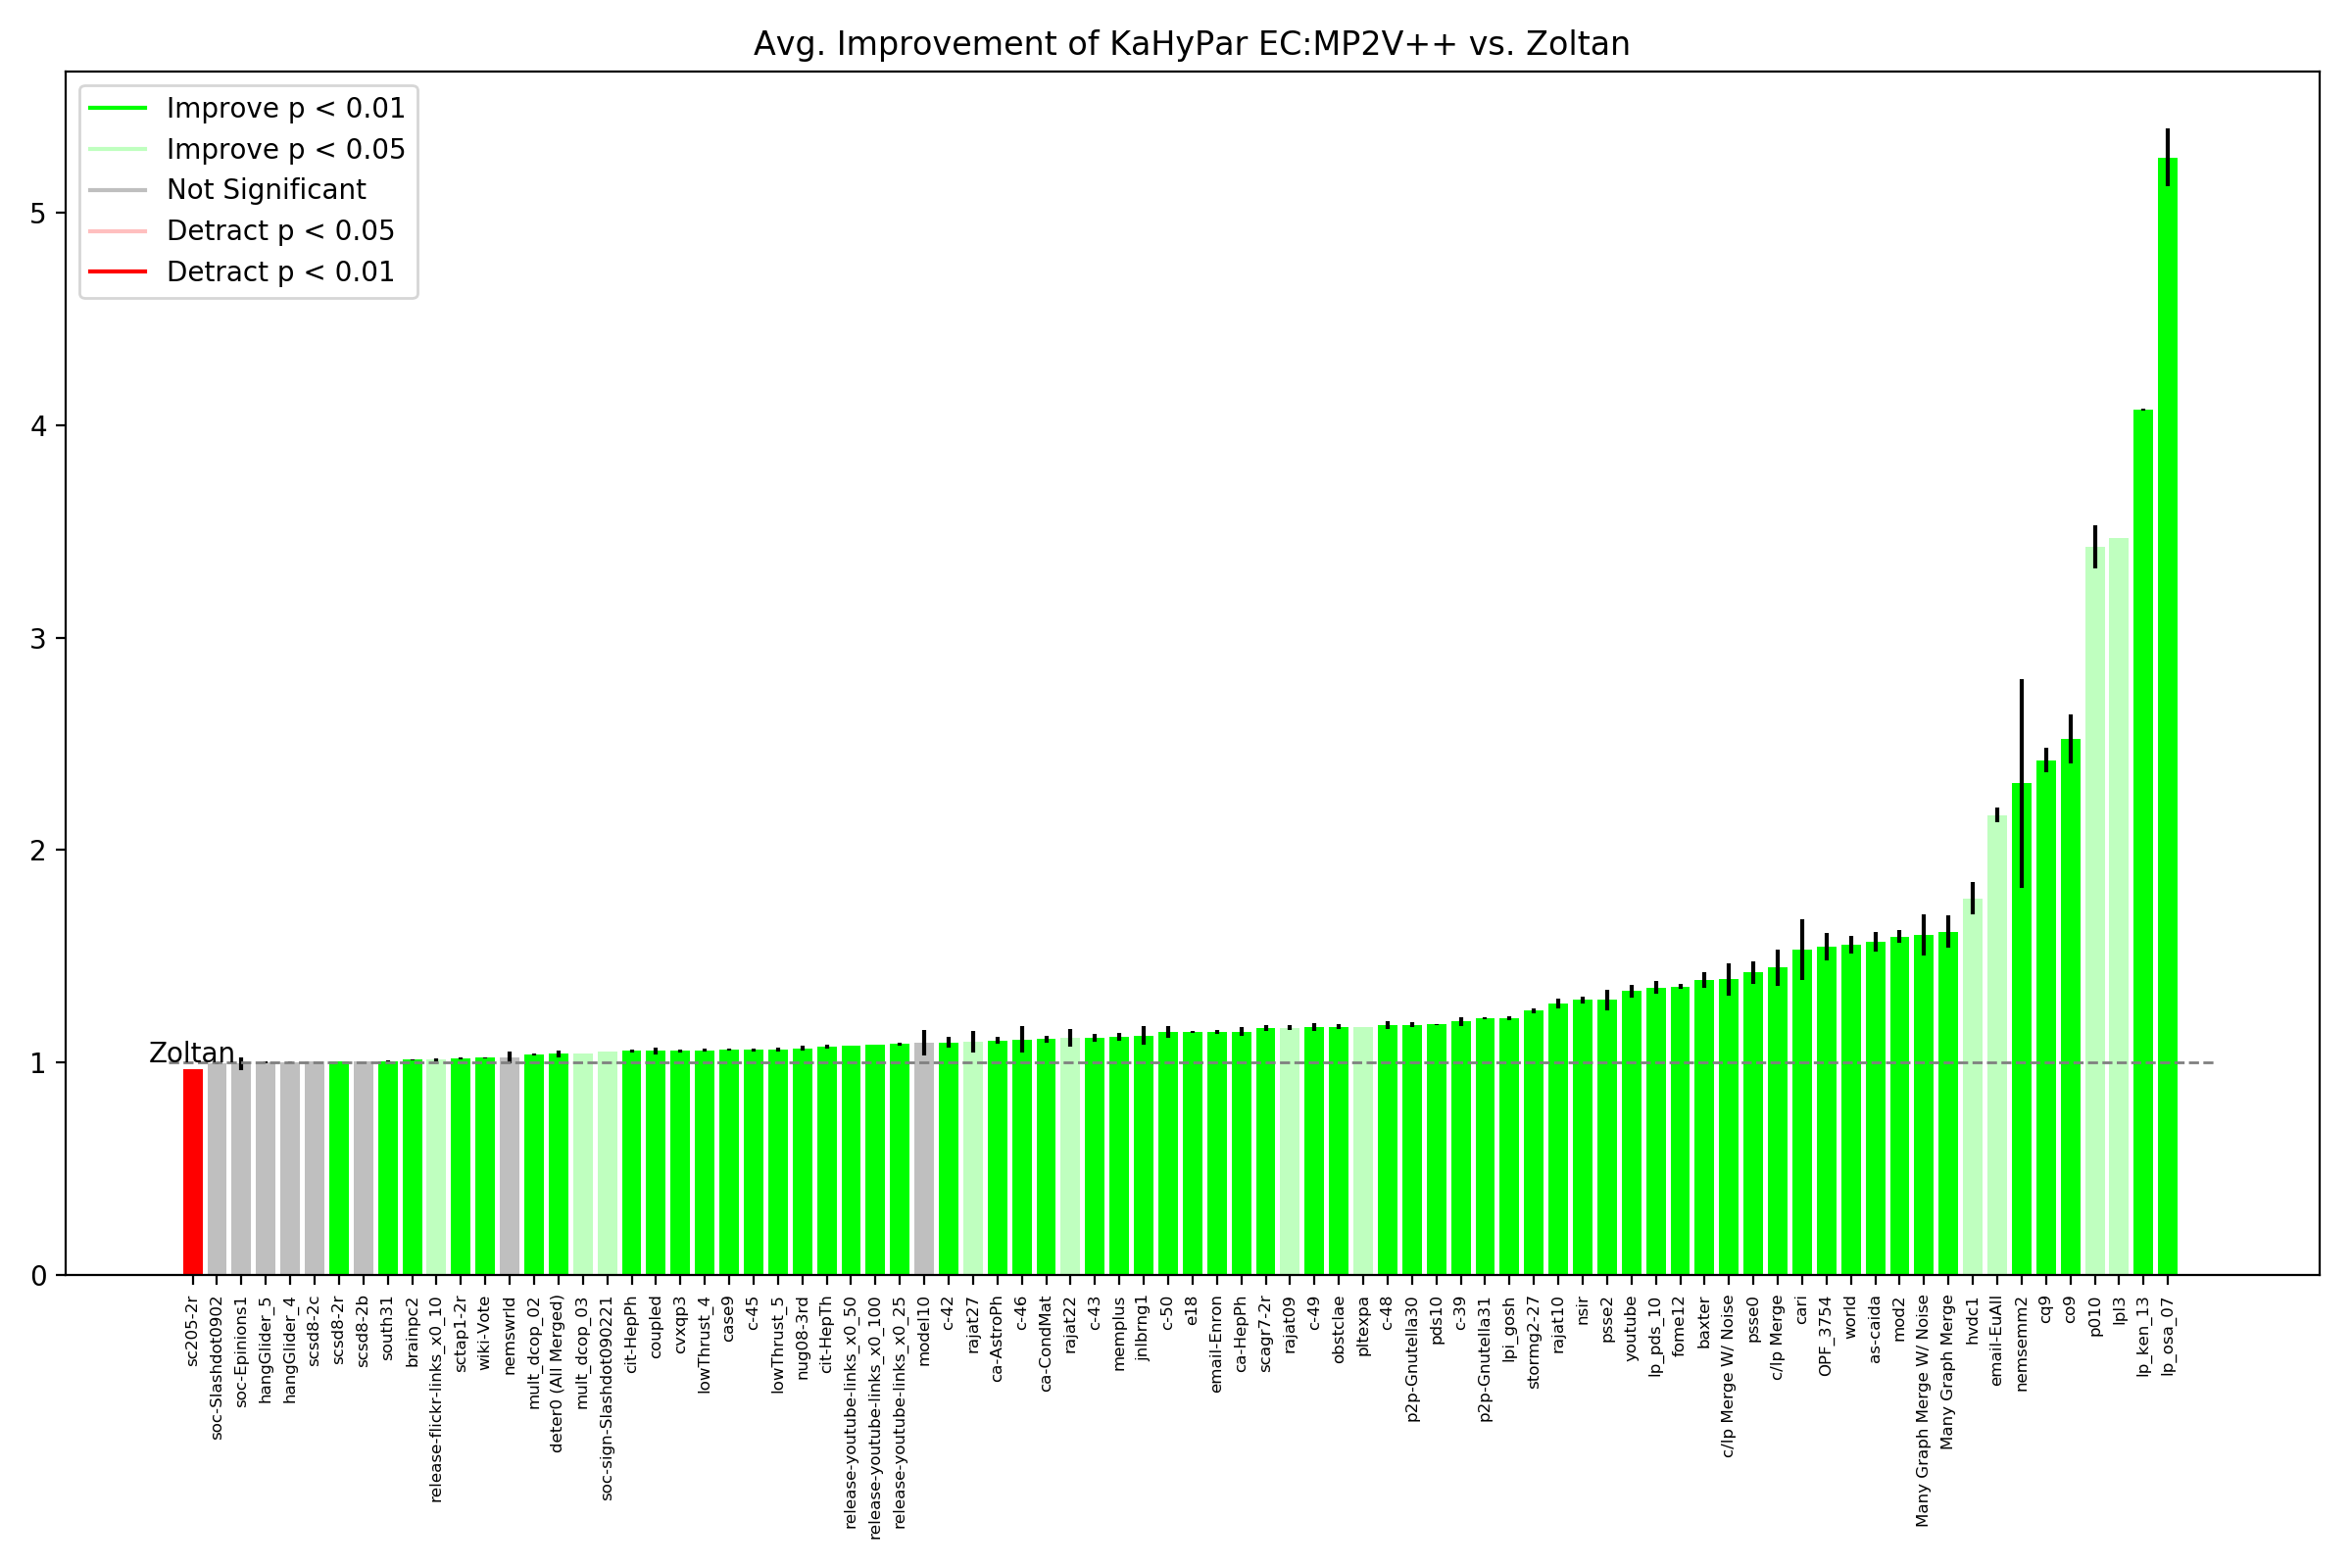 Avg. Improvement of KaHyPar EC:MP2V++ vs. Zoltan
Improve p < 0.01
Improve p < 0.05
Not Significant
Detract p < 0.05
Detract p < 0.01
5
4
3
2
1
0
Zoltan
sc205-2r
soc-Slashdot0902
soc-Epinions1
hangGlider_5
hangGlider_4
scsd8-2c
scsd8-2r
scsd8-2b
south31
brainpc2
release-flickr-links_x0_10
sctap1-2r
wiki-Vote
nemswrld
mult_dcop_02
deter0 (All Merged)
mult_dcop_03
soc-sign-Slashdot090221
cit-HepPh
coupled
cvxqp3
lowThrust_4
case9
c-45
lowThrust_5
nug08-3rd
cit-HepTh
release-youtube-links_x0_50
release-youtube-links_x0_100
release-youtube-links_x0_25
model10
c-42
rajat27
ca-AstroPh
c-46
ca-CondMat
rajat22
c-43
memplus
jnlbrng1
c-50
e18
email-Enron
ca-HepPh
scagr7-2r
rajat09
c-49
obstclae
pltexpa
c-48
p2p-Gnutella30
pds10
c-39
p2p-Gnutella31
lpi_gosh
stormg2-27
rajat10
nsir
psse2
youtube
lp_pds_10
fome12
baxter
c/lp Merge W/ Noise
psse0
c/lp Merge
cari
OPF_3754
world
as-caida
mod2
Many Graph Merge W/ Noise
Many Graph Merge
hvdc1
email-EuAll
nemsemm2
cq9
co9
p010
lpl3
lp_ken_13
lp_osa_07